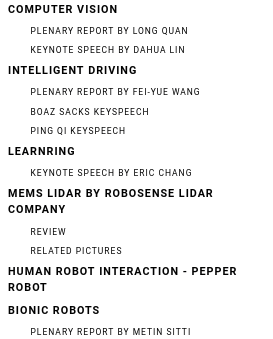 COMPUTER VISION
PLENARY REPORT BY LONG QUAN
KEYNOTE SPEECH BY DAHUA LIN
INTELLIGENT DRIVING
PLENARY REPORT BY FEI-YUE WANG
BOAZ SACKS KEYSPEECH
PING QI KEYSPEECH
LEARNRING
KEYNOTE SPEECH BY ERIC CHANG
MEMS LIDAR BY ROBOSENSE LIDAR
COMPANY
REVIEW
RELATED PICTURES
HUMAN ROBOT INTERACTION - PEPPER
ROBOT
BIONIC ROBOTS
PLENARY REPORT BY METIN SITTI